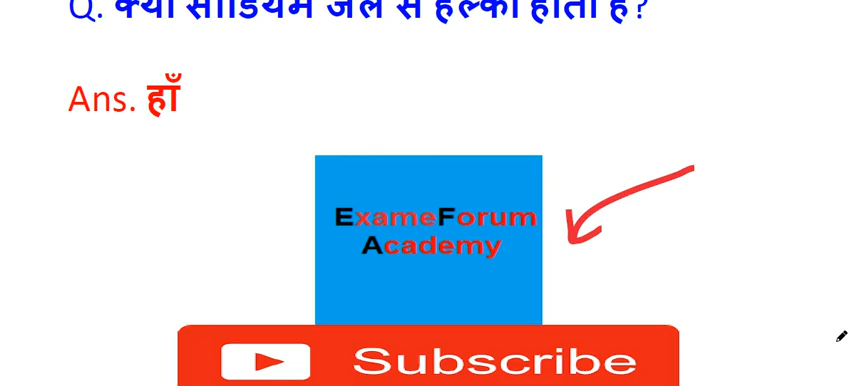 Q. क्या सोडियम जल से हल्का होता है?
Ans. हाँ
ExameForum
Academy
Subscribe